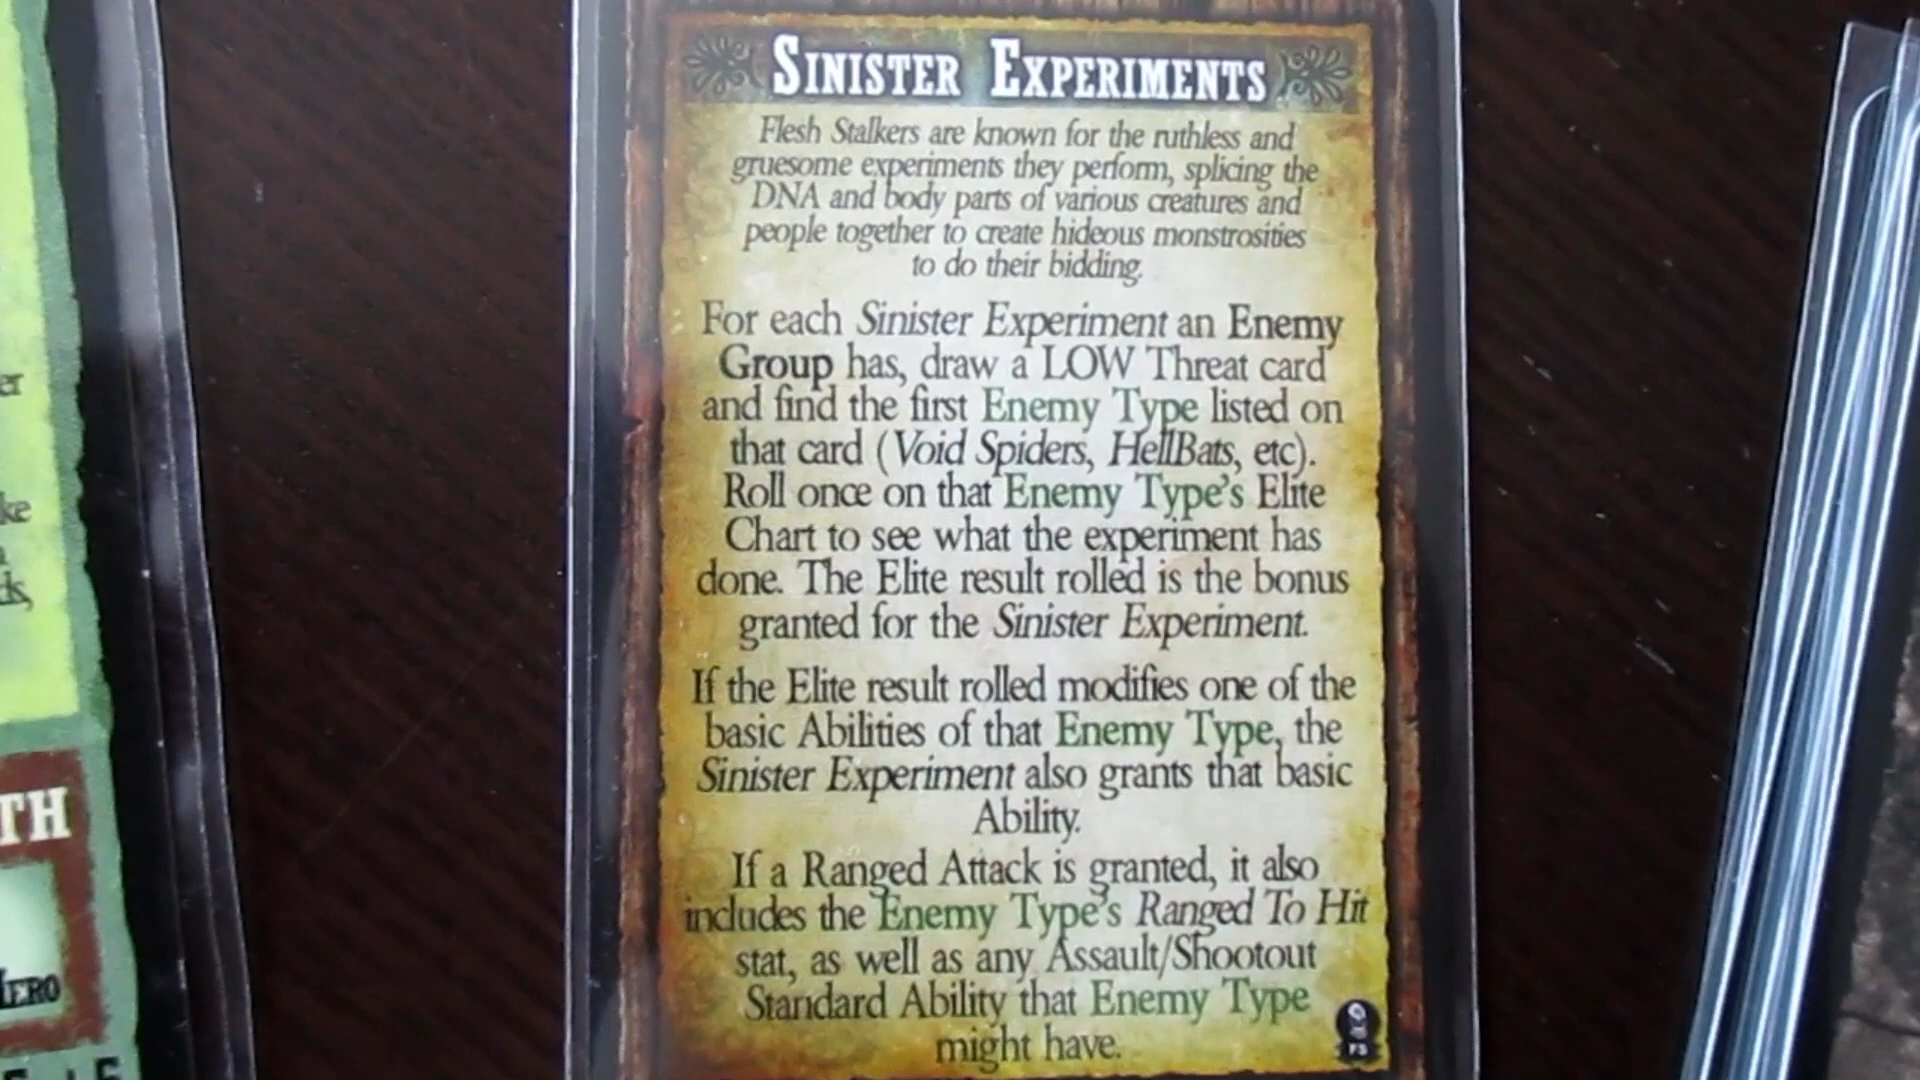 SINISTER EXPERIMENTS
Flesh Stalkers are known for the ruthless and
gruesome experiments they perform, splicing the
DNA and body parts of various creatures and
people together to create hideous monstrosities
to do their bidding.
For each Sinister Experiment an Enemy
Group has, draw a LOW Threat card
and find the first Enemy Type listed on
that card (Void Spiders, HellBats, etc).
Roll once on that Enemy Type's Elite
Chart to see what the experiment has
done. The Elite result rolled is the bonus
granted for the Sinister Experiment.
If the Elite result rolled modifies one of the
basic Abilities of that Enemy Type, the
Sinister Experiment also grants that basic
Ability.
If a Ranged Attack is granted, it also
includes the Enemy Type's Ranged To Hit
stat, as well as any Assault/Shootout
Standard Ability that Enemy Type
might have.
FS
er
ke
ds,
TH
HERO